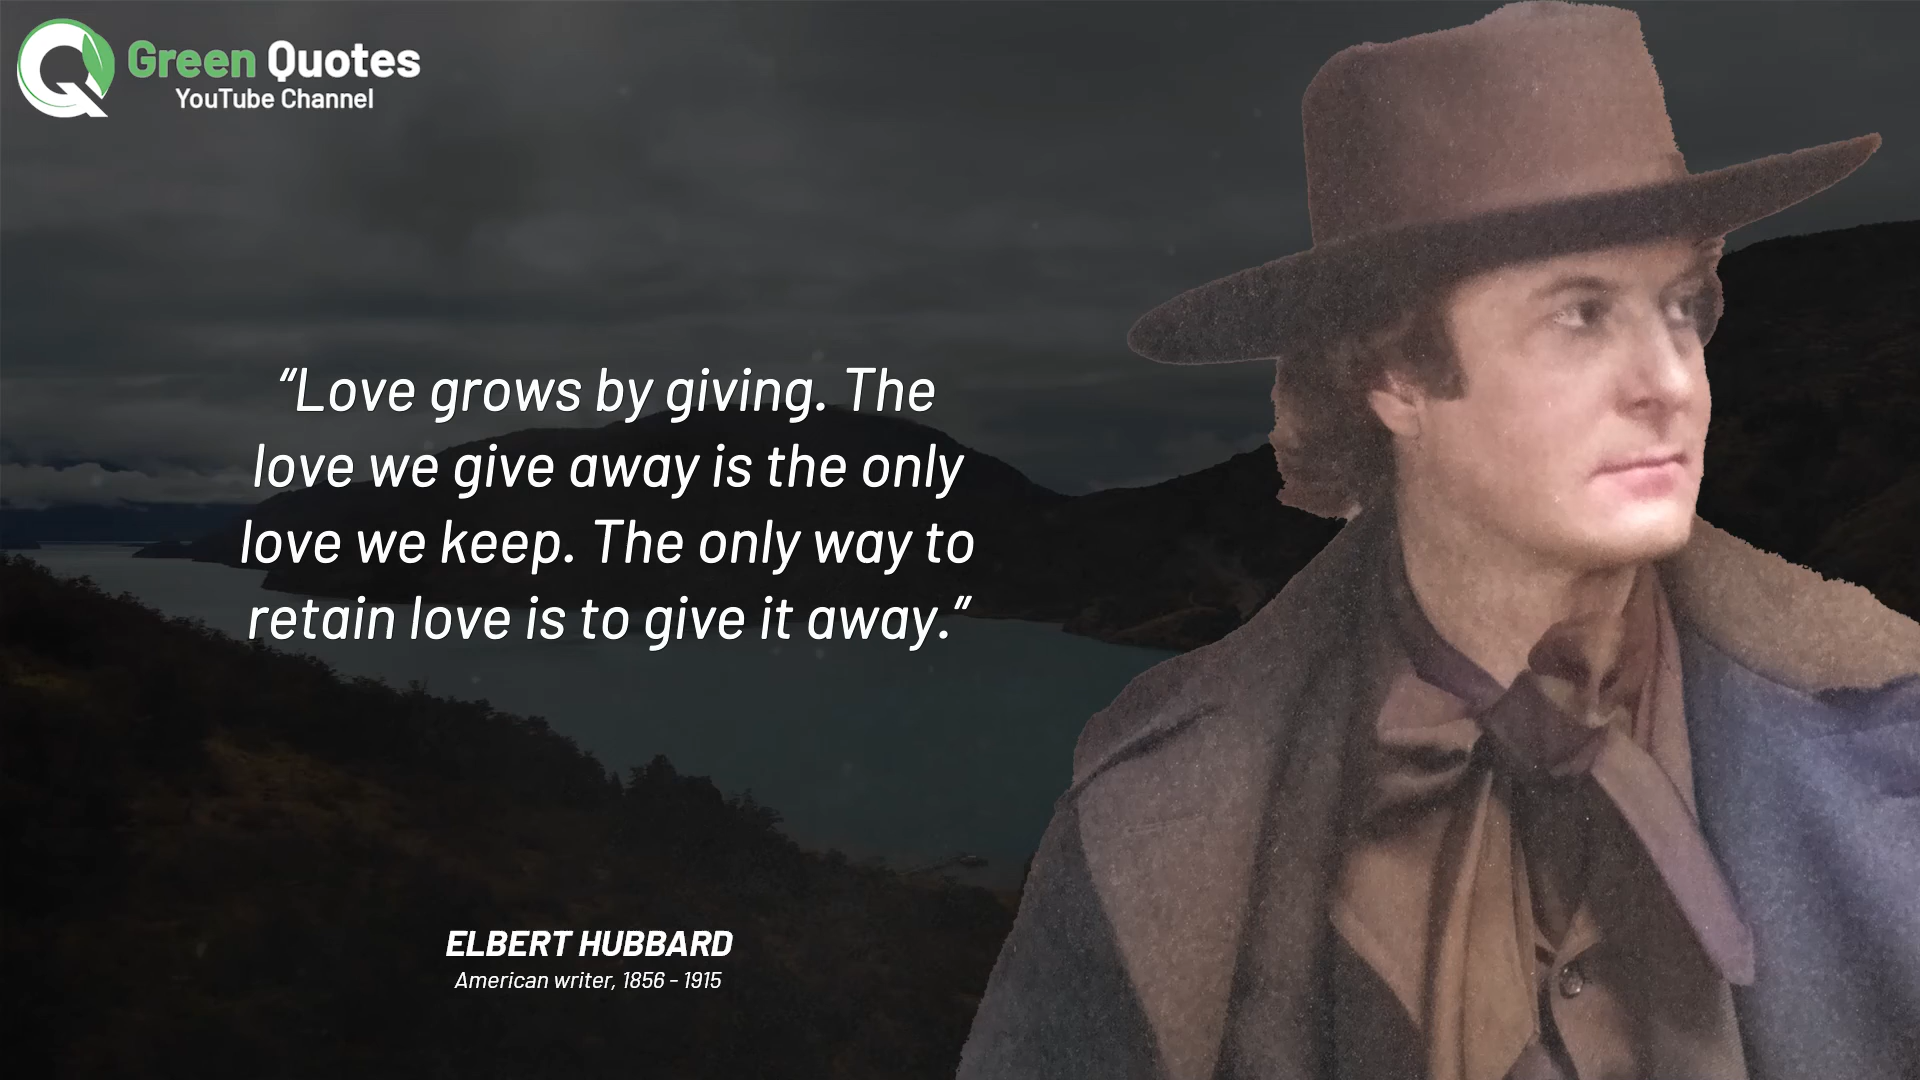 Green Quotes
YouTube Channel
“Love grows by giving. The
love we give away is the only
love we keep. The only way to
retain love is to give it away.”
ELBERT HUBBARD
American writer, 1856 - 1915